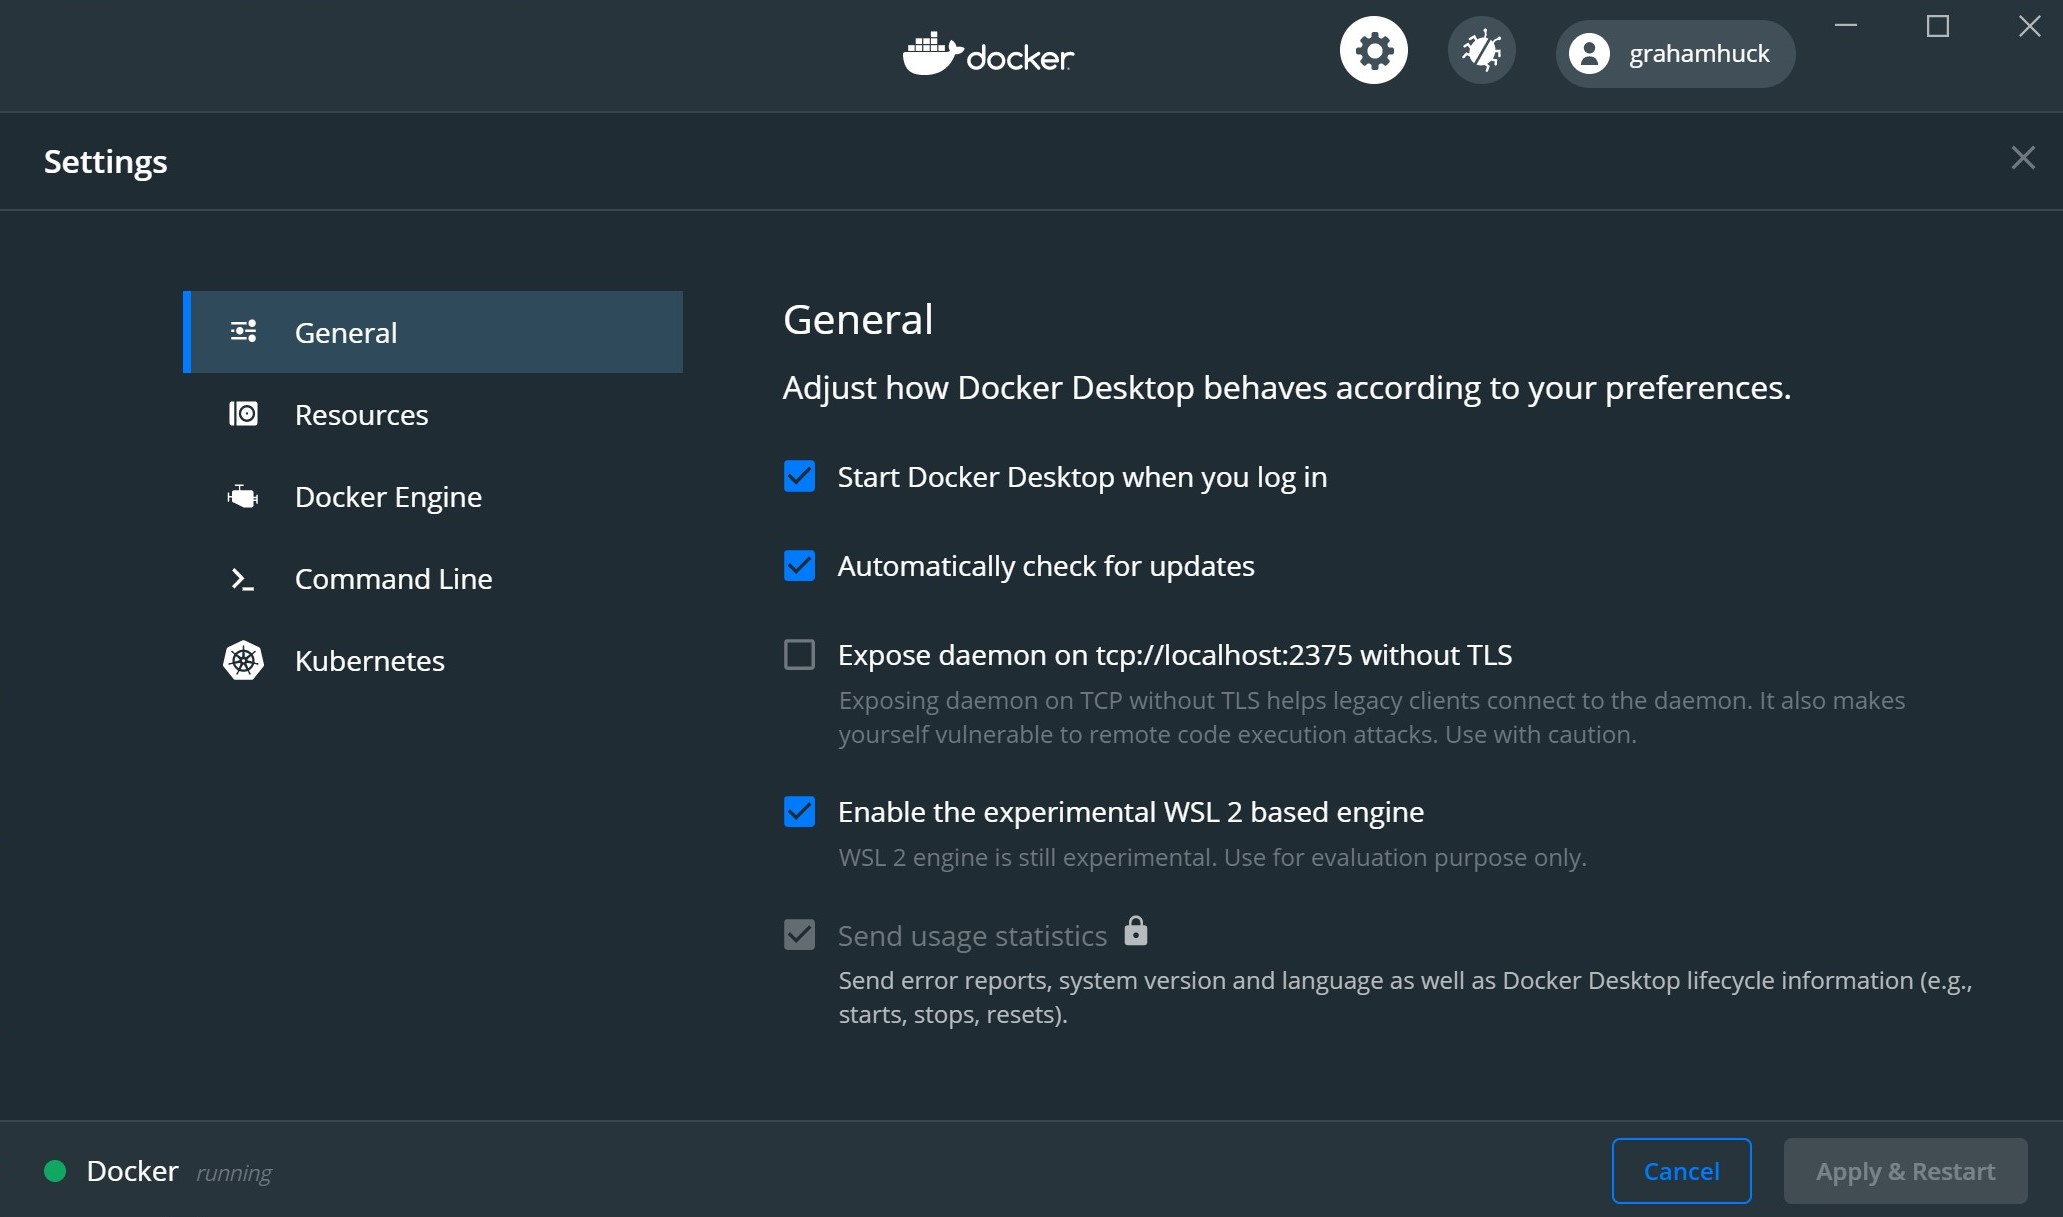 docker
grahamhuck
Settings
General
Resources
Docker Engine
Command Line
Kubernetes
General
Adjust how Docker Desktop behaves according to your preferences.
Start Docker Desktop when you log in
Automatically check for updates
Expose daemon on tcp://localhost:2375 without TLS
Exposing daemon on TCP without TLS helps legacy clients connect to the daemon. It also makes
yourself vulnerable to remote code execution attacks. Use with caution.
Enable the experimental WSL 2 based engine
WSL 2 engine is still experimental. Use for evaluation purpose only.
Send usage statistics
Send error reports, system version and language as well as Docker Desktop lifecycle information (e.g.,
starts, stops, resets).
Docker running
Cancel
Apply & Restart